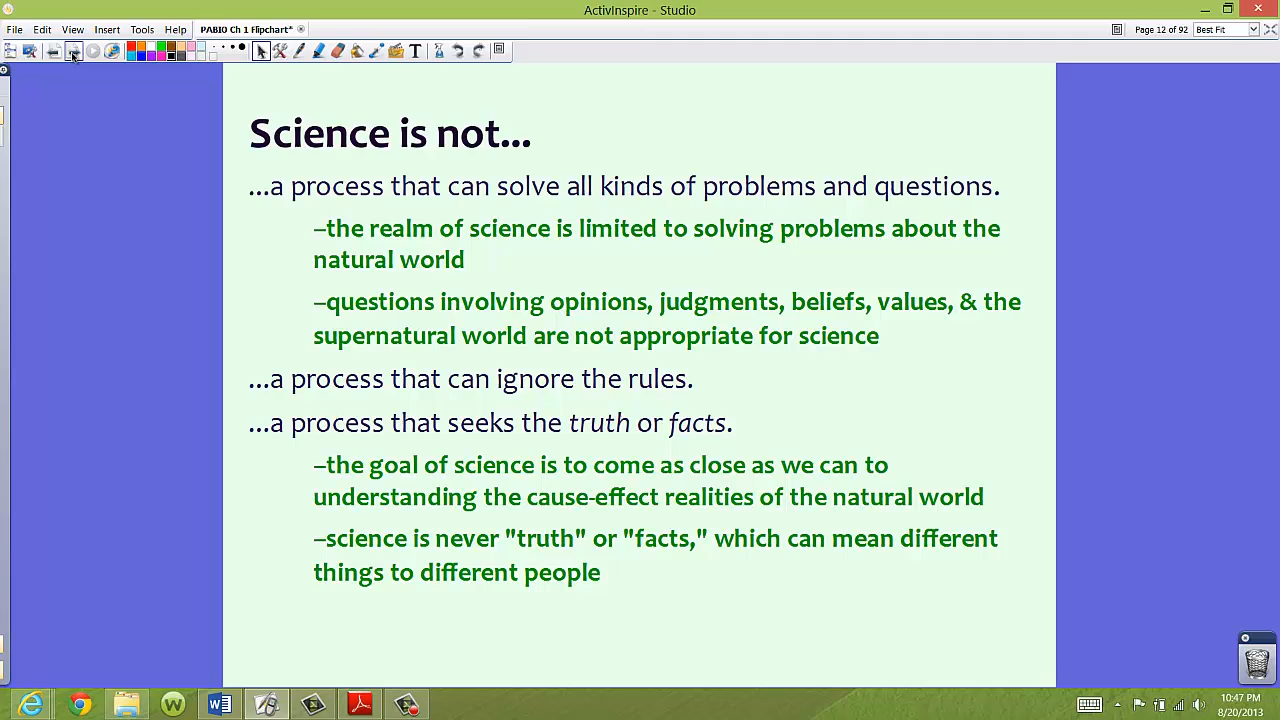 ActivInspire - Studio
File Edit View Insert Tools Help PABIO Ch 1 Flipchart* Page 12 of 92 Best Fit
Science is not...
...a process that can solve all kinds of problems and questions.
–the realm of science is limited to solving problems about the
natural world
–questions involving opinions, judgments, beliefs, values, & the
supernatural world are not appropriate for science
...a process that can ignore the rules.
...a process that seeks the truth or facts.
–the goal of science is to come as close as we can to
understanding the cause-effect realities of the natural world
–science is never "truth" or "facts," which can mean different
things to different people
10:47 PM
8/20/2013